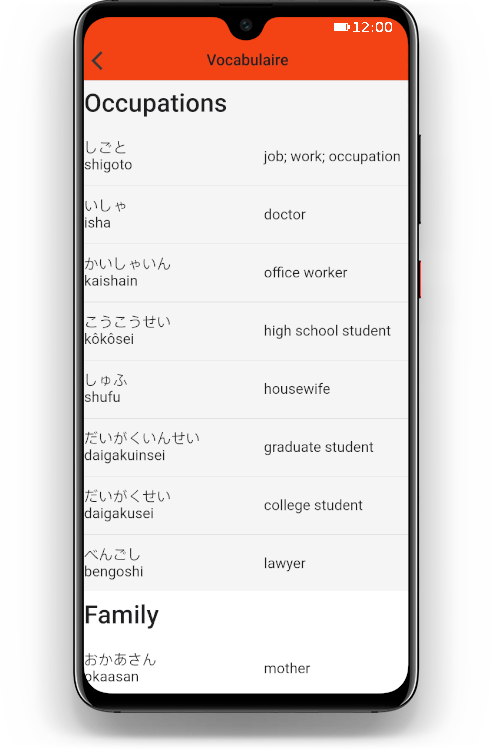 12:00
Vocabulaire
Occupations
しごと
shigoto
job; work; occupation
いしゃ
isha
doctor
かいしゃいん
kaishain
office worker
こうこうせい
kôkôsei
high school student
しゅふ
shufu
housewife
だいがくいんせい
daigakuinsei
graduate student
だいがくせい
daigakusei
college student
べんごし
bengoshi
lawyer
Family
おかあさん
okaasan
mother